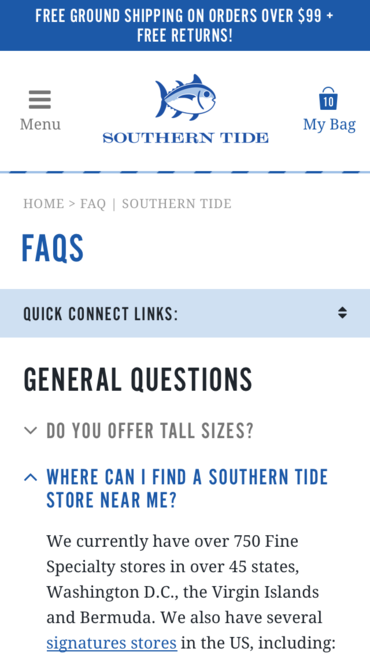 FREE GROUND SHIPPING ON ORDERS OVER $99 +
FREE RETURNS!
Menu
SOUTHERN TIDE
10
My Bag
HOME > FAQ | SOUTHERN TIDE
FAQS
QUICK CONNECT LINKS:
GENERAL QUESTIONS
DO YOU OFFER TALL SIZES?
WHERE CAN I FIND A SOUTHERN TIDE
STORE NEAR ME?
We currently have over 750 Fine
Specialty stores in over 45 states,
Washington D.C., the Virgin Islands
and Bermuda. We also have several
signatures stores in the US, including: